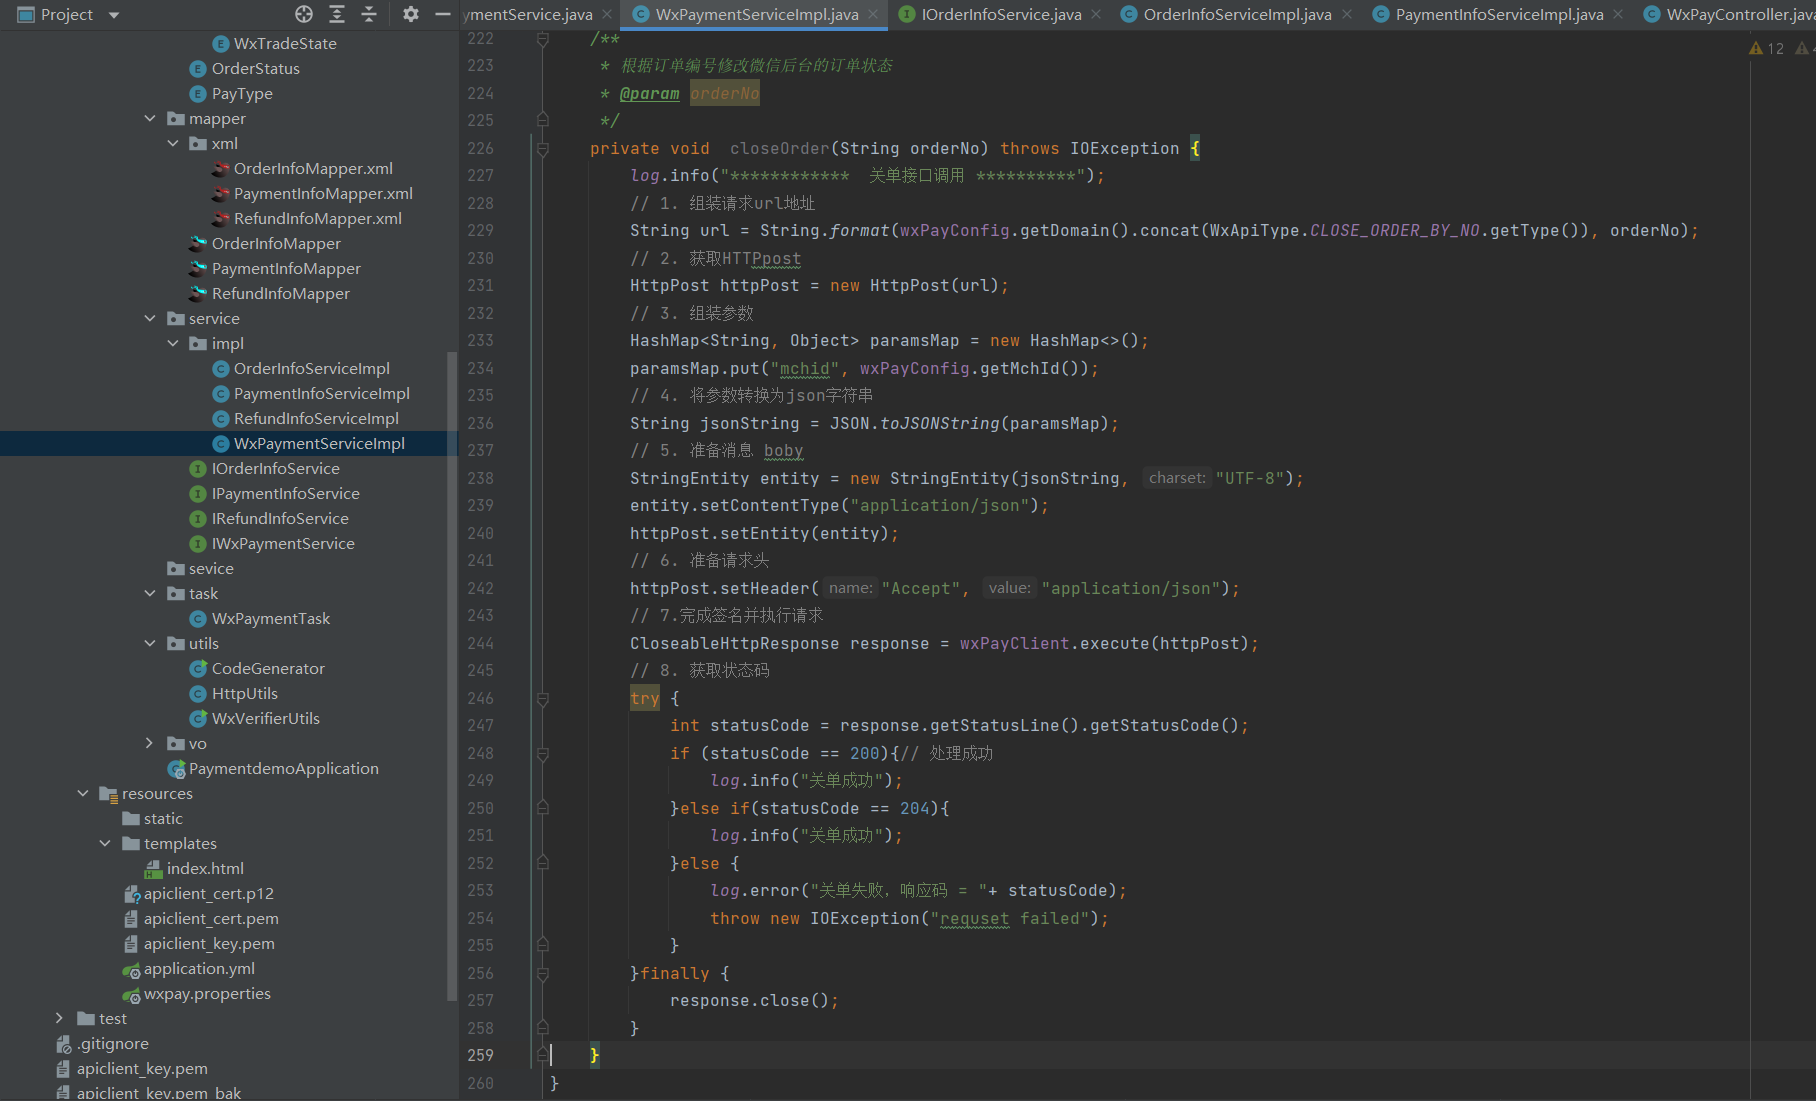 Project
WxTradeState
OrderStatus
PayType
mapper
xml
OrderInfoMapper.xml
PaymentInfoMapper.xml
RefundInfoMapper.xml
OrderInfoMapper
PaymentInfoMapper
RefundInfoMapper
service
impl
OrderInfoServiceImpl
PaymentInfoServiceImpl
RefundInfoServiceImpl
WxPaymentServiceImpl
IOrderInfoService
IPaymentInfoService
IRefundInfoService
IWxPaymentService
sevice
task
WxPaymentTask
utils
CodeGenerator
HttpUtils
WxVerifierUtils
vo
PaymentdemoApplication
resources
static
templates
index.html
apiclient_cert.p12
apiclient_cert.pem
apiclient_key.pem
application.yml
wxpay.properties
test
.gitignore
apiclient_key.pem
apiclient_key.pem_bak
ymentService.java WxPaymentServiceImpl.java IOrderInfoService.java OrderInfoServiceImpl.java PaymentInfoServiceImpl.java WxPayController.java
12
222 /**
223 * 根据订单编号修改微信后台的订单状态
224 * @param orderNo
225 */
226 private void  closeOrder(String orderNo) throws IOException {
227 log.info("************  关单接口调用 **********");
228 // 1. 组装请求url地址
229 String url = String.format(wxPayConfig.getDomain().concat(WxApiType.CLOSE_ORDER_BY_NO.getType()), orderNo);
230 // 2. 获取HTTPpost
231 HttpPost httpPost = new HttpPost(url);
232 // 3. 组装参数
233 HashMap<String, Object> paramsMap = new HashMap<>();
234 paramsMap.put("mchid", wxPayConfig.getMchId());
235 // 4. 将参数转换为json字符串
236 String jsonString = JSON.toJSONString(paramsMap);
237 // 5. 准备消息 boby
238 StringEntity entity = new StringEntity(jsonString, charset: "UTF-8");
239 entity.setContentType("application/json");
240 httpPost.setEntity(entity);
241 // 6. 准备请求头
242 httpPost.setHeader( name: "Accept", value: "application/json");
243 // 7.完成签名并执行请求
244 CloseableHttpResponse response = wxPayClient.execute(httpPost);
245 // 8. 获取状态码
246 try {
247 int statusCode = response.getStatusLine().getStatusCode();
248 if (statusCode == 200){// 处理成功
249 log.info("关单成功");
250 }else if(statusCode == 204){
251 log.info("关单成功");
252 }else {
253 log.error("关单失败，响应码 = "+ statusCode);
254 throw new IOException("requset failed");
255 }
256 }finally {
257 response.close();
258 }
259 }
260 }